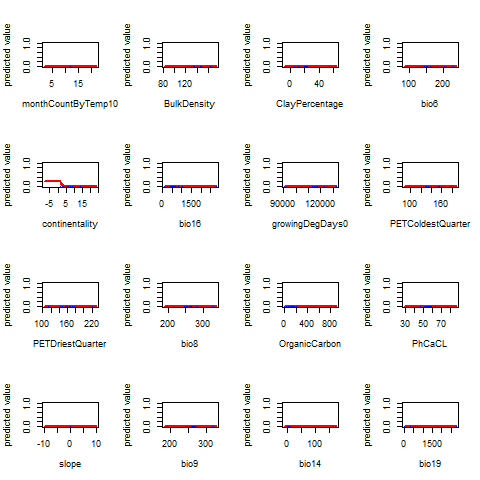 predicted value
0.0 1.0
5 15
monthCountByTemp10
predicted value
0.0 1.0
80 120
BulkDensity
predicted value
0.0 1.0
0 40
ClayPercentage
predicted value
0.0 1.0
100 200
bio6
predicted value
0.0 1.0
-5 5 15
continentality
predicted value
0.0 1.0
0 1500
bio16
predicted value
0.0 1.0
90000 120000
growingDegDays0
predicted value
0.0 1.0
100 160
PETColdestQuarter
predicted value
0.0 1.0
100 160 220
PETDriestQuarter
predicted value
0.0 1.0
200 300
bio8
predicted value
0.0 1.0
0 400 800
OrganicCarbon
predicted value
0.0 1.0
30 50 70
PhCaCL
predicted value
0.0 1.0
-10 0 10
slope
predicted value
0.0 1.0
200 300
bio9
predicted value
0.0 1.0
0 100
bio14
predicted value
0.0 1.0
0 1500
bio19